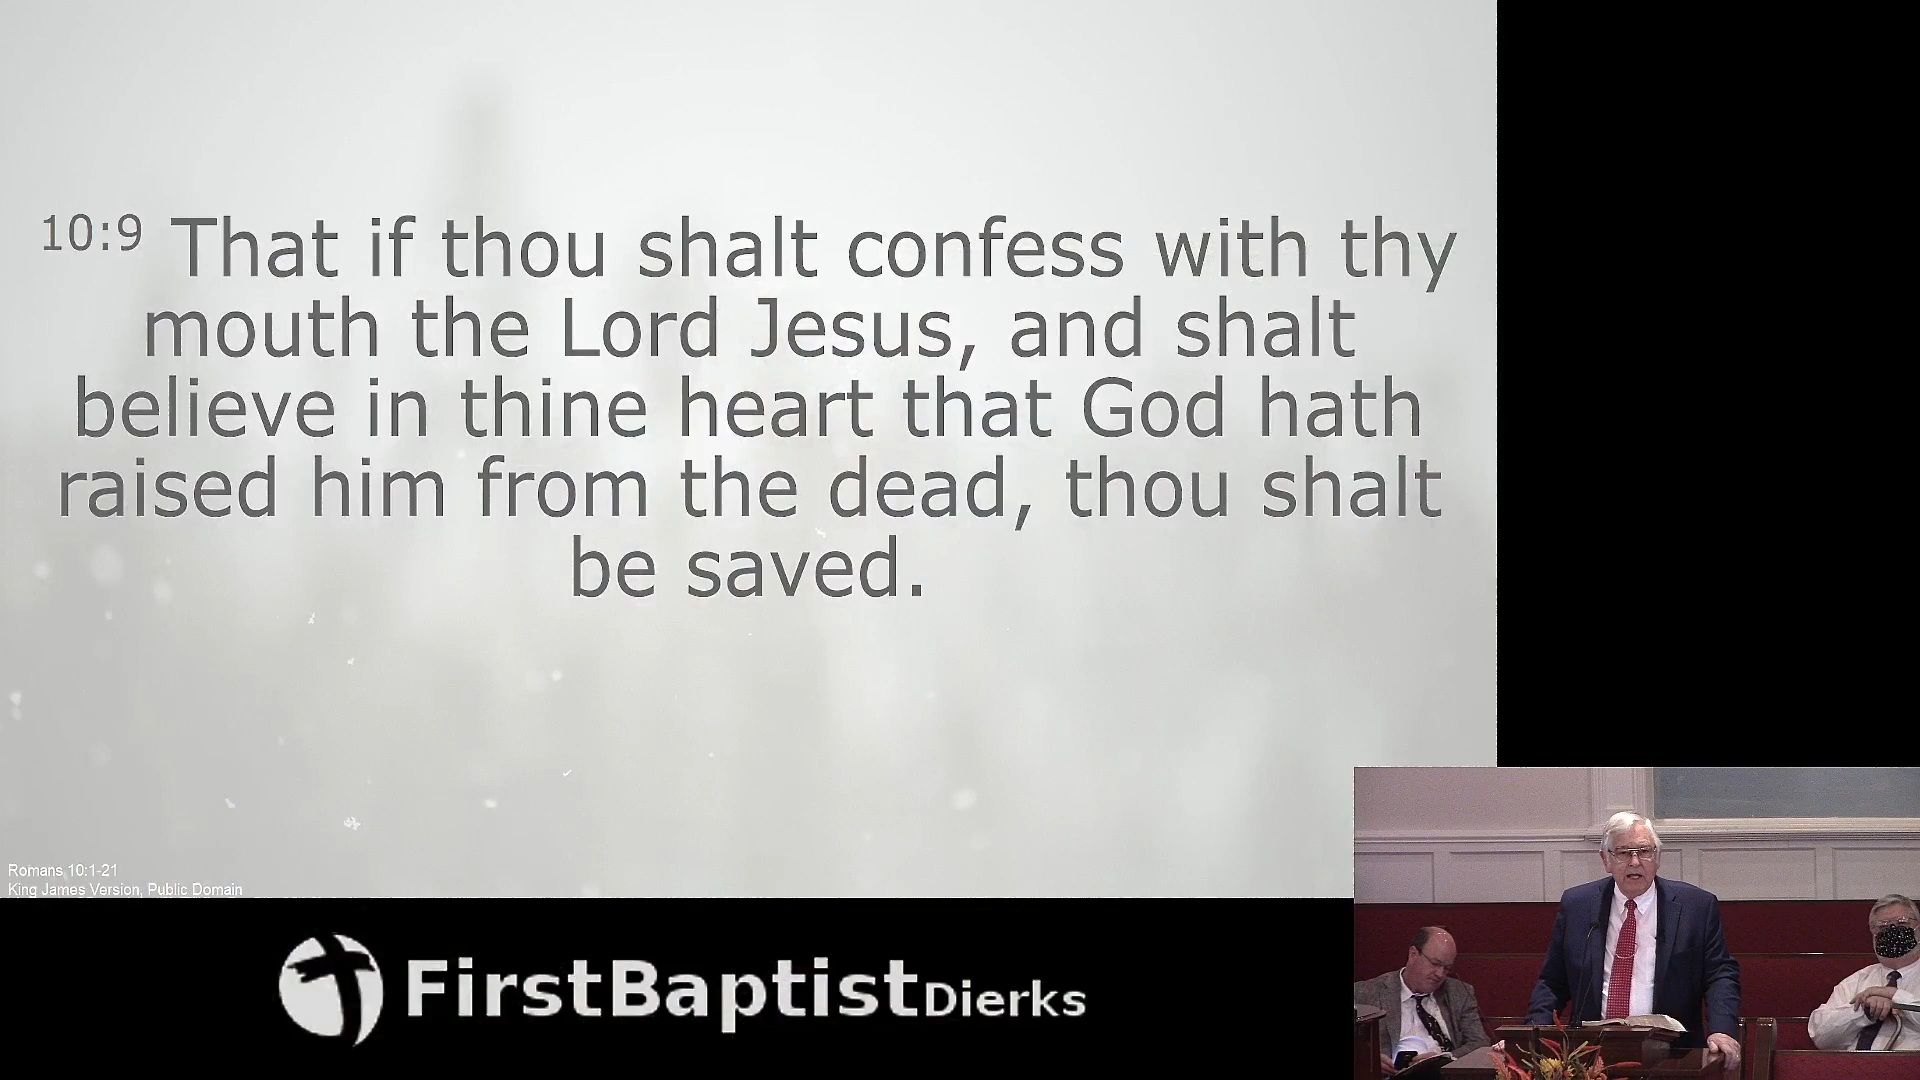 10:9 That if thou shalt confess with thy
mouth the Lord Jesus, and shalt
believe in thine heart that God hath
raised him from the dead, thou shalt
be saved.
Romans 10:1-21
King James Version, Public Domain
FirstBaptistDierks